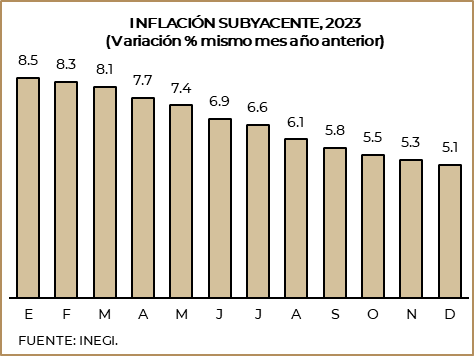 INFLACIÓN SUBYACENTE, 2023
(Variación % mismo mes año anterior)
8.5 8.3 8.1 7.7 7.4 6.9 6.6 6.1 5.8 5.5 5.3 5.1
E F M A M J J A S O N D
FUENTE: INEGI.